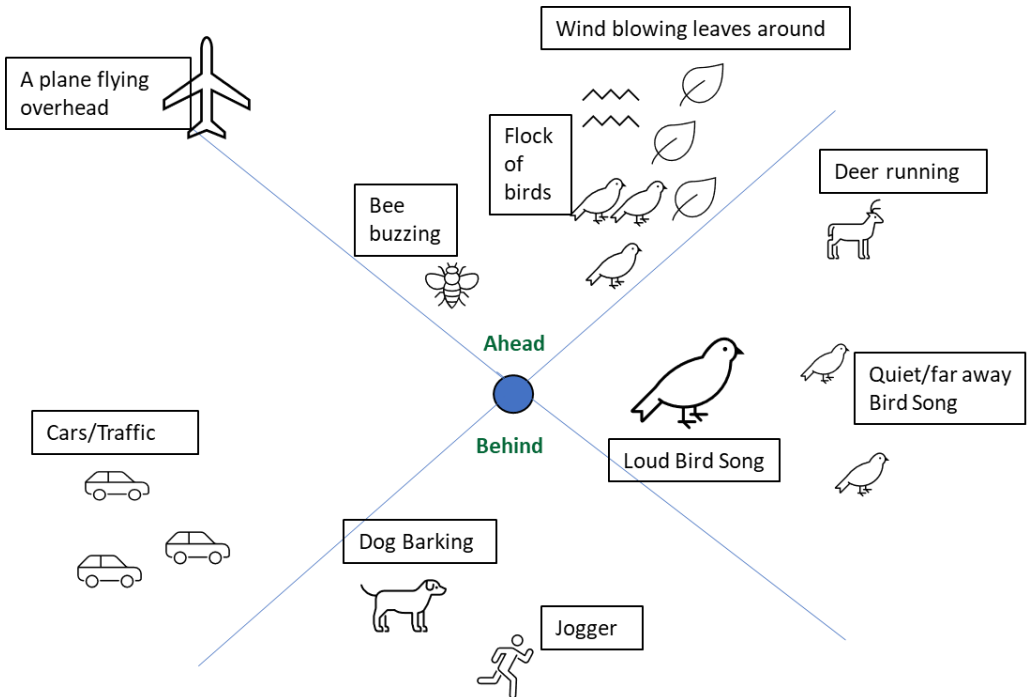 Wind blowing leaves around
A plane flying
overhead
Flock
of
birds
Deer running
Bee
buzzing
Ahead
Quiet/far away
Bird Song
Cars/Traffic
Behind
Loud Bird Song
Dog Barking
Jogger